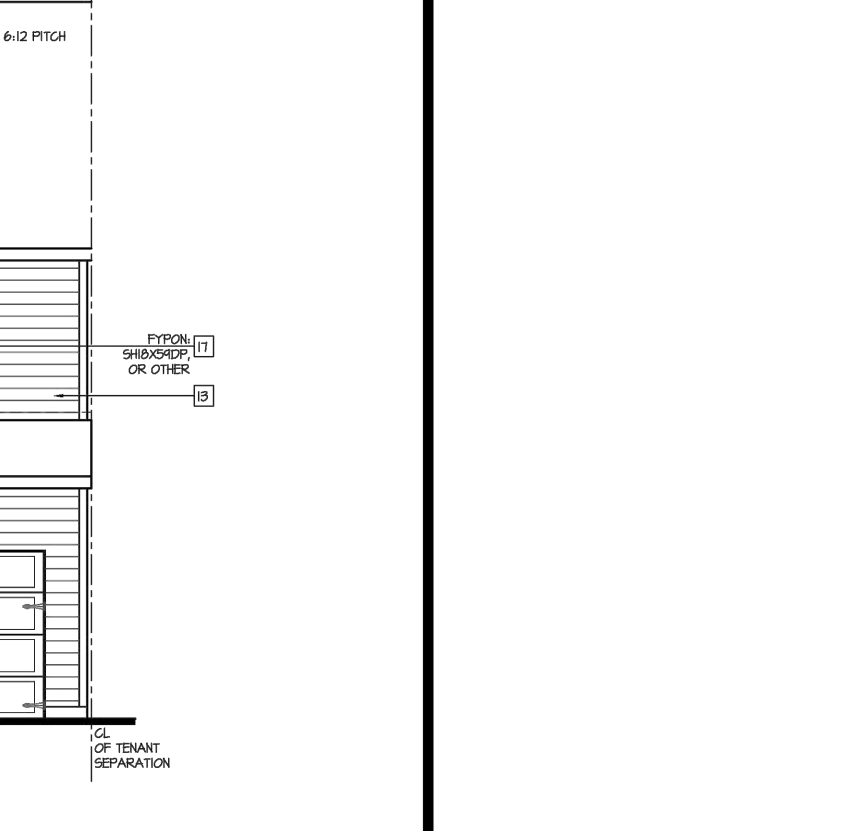 6:12 PITCH
FYPON:
SH18X59DP,
OR OTHER
17
13
CL
OF TENANT
SEPARATION